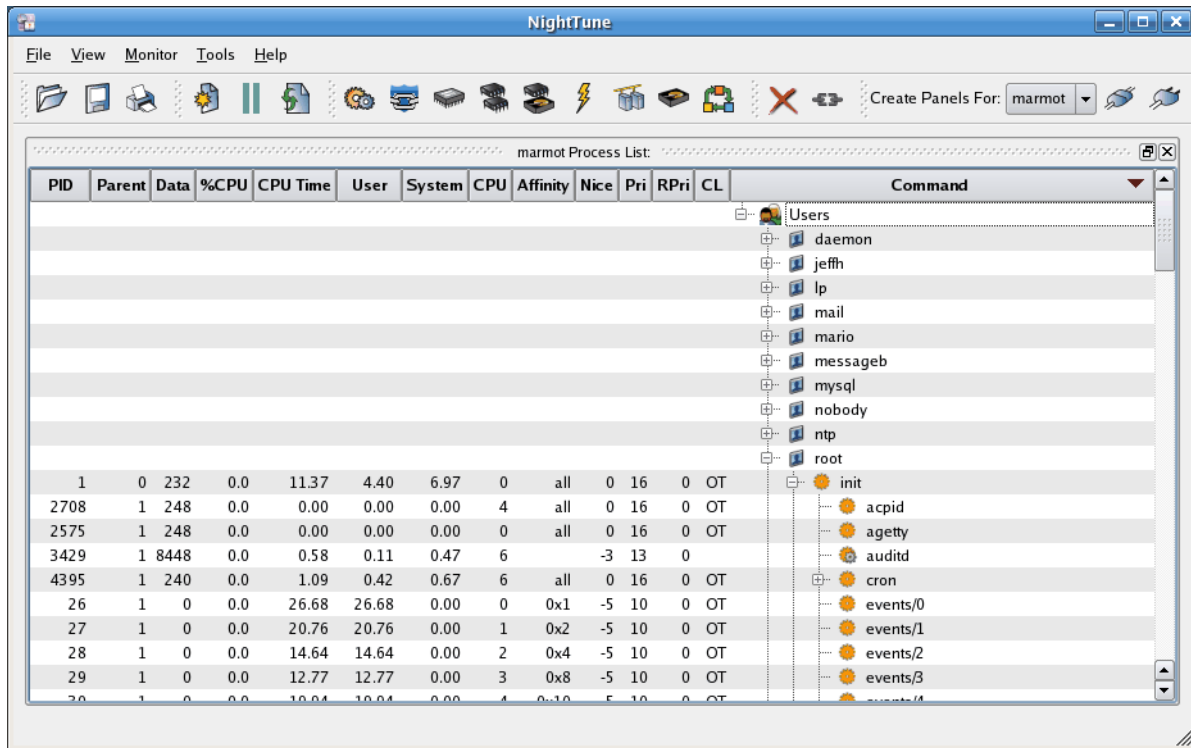 NightTune
File View Monitor Tools Help
Create Panels For: marmot
marmot Process List:
PID Parent Data %CPU CPU Time User System CPU Affinity Nice Pri RPri CL Command
Users
daemon
jeffh
lp
mail
mario
messageb
mysql
nobody
ntp
root
1 0 232 0.0 11.37 4.40 6.97 0 all 0 16 0 OT init
2708 1 248 0.0 0.00 0.00 0.00 4 all 0 16 0 OT acpid
2575 1 248 0.0 0.00 0.00 0.00 0 all 0 16 0 OT agetty
3429 1 8448 0.0 0.58 0.11 0.47 6 -3 13 0 auditd
4395 1 240 0.0 1.09 0.42 0.67 6 all 0 16 0 OT cron
26 1 0 0.0 26.68 26.68 0.00 0 0x1 -5 10 0 OT events/0
27 1 0 0.0 20.76 20.76 0.00 1 0x2 -5 10 0 OT events/1
28 1 0 0.0 14.64 14.64 0.00 2 0x4 -5 10 0 OT events/2
29 1 0 0.0 12.77 12.77 0.00 3 0x8 -5 10 0 OT events/3